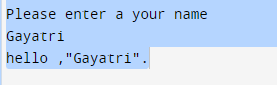 Please enter a your name
Gayatri
hello ,"Gayatri".